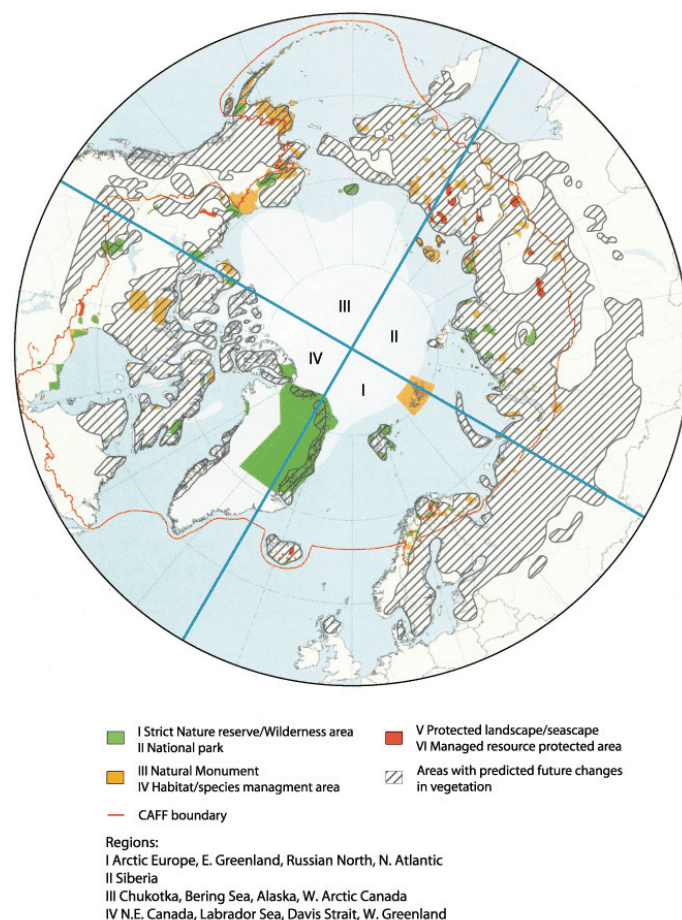 III
II
IV
I
I Strict Nature reserve/Wilderness area
II National park
III Natural Monument
IV Habitat/species managment area
CAFF boundary
V Protected landscape/seascape
VI Managed resource protected area
Areas with predicted future changes
in vegetation
Regions:
I Arctic Europe, E. Greenland, Russian North, N. Atlantic
II Siberia
III Chukotka, Bering Sea, Alaska, W. Arctic Canada
IV N.E. Canada, Labrador Sea, Davis Strait, W. Greenland